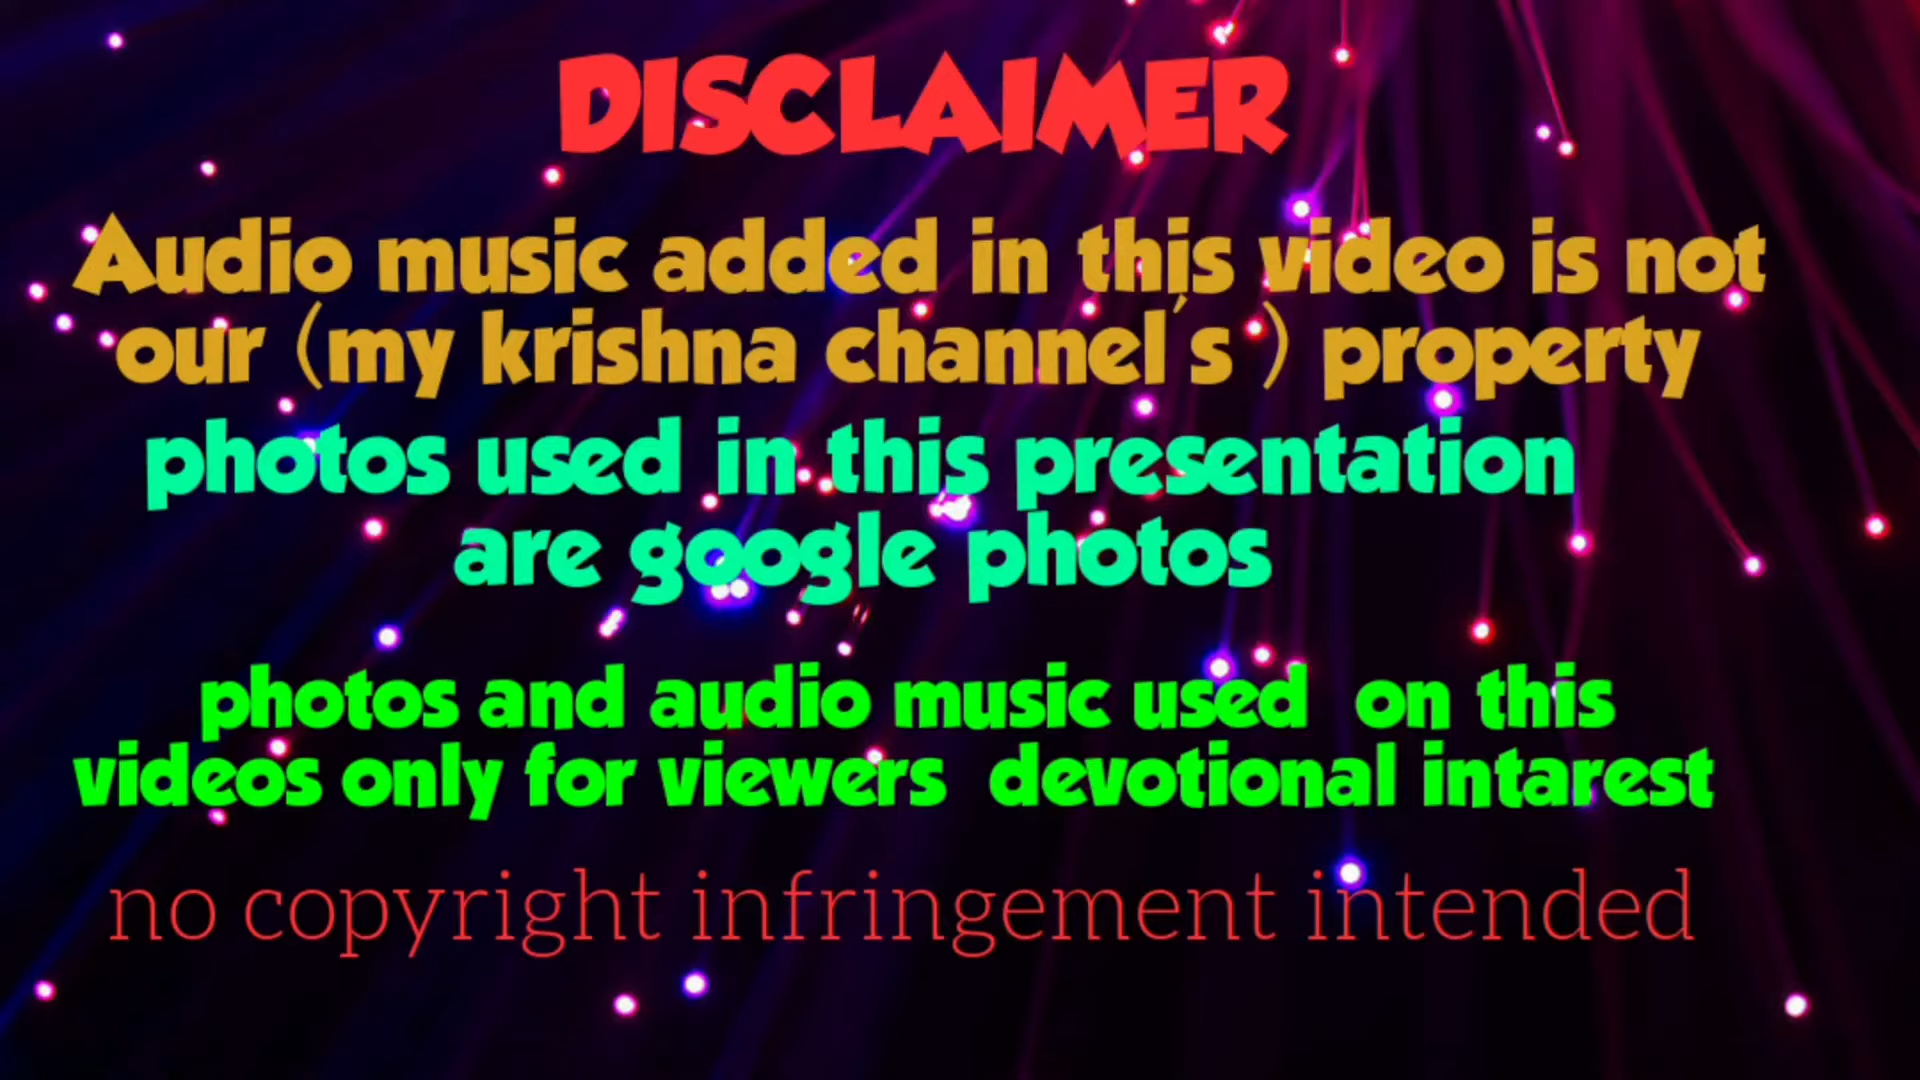 DISCLAIMER
Audio music added in this video is not
our (my krishna channel's ) property
photos used in this presentation
are google photos
photos and audio music used on this
videos only for viewers devotional intarest
no copyright infringement intended